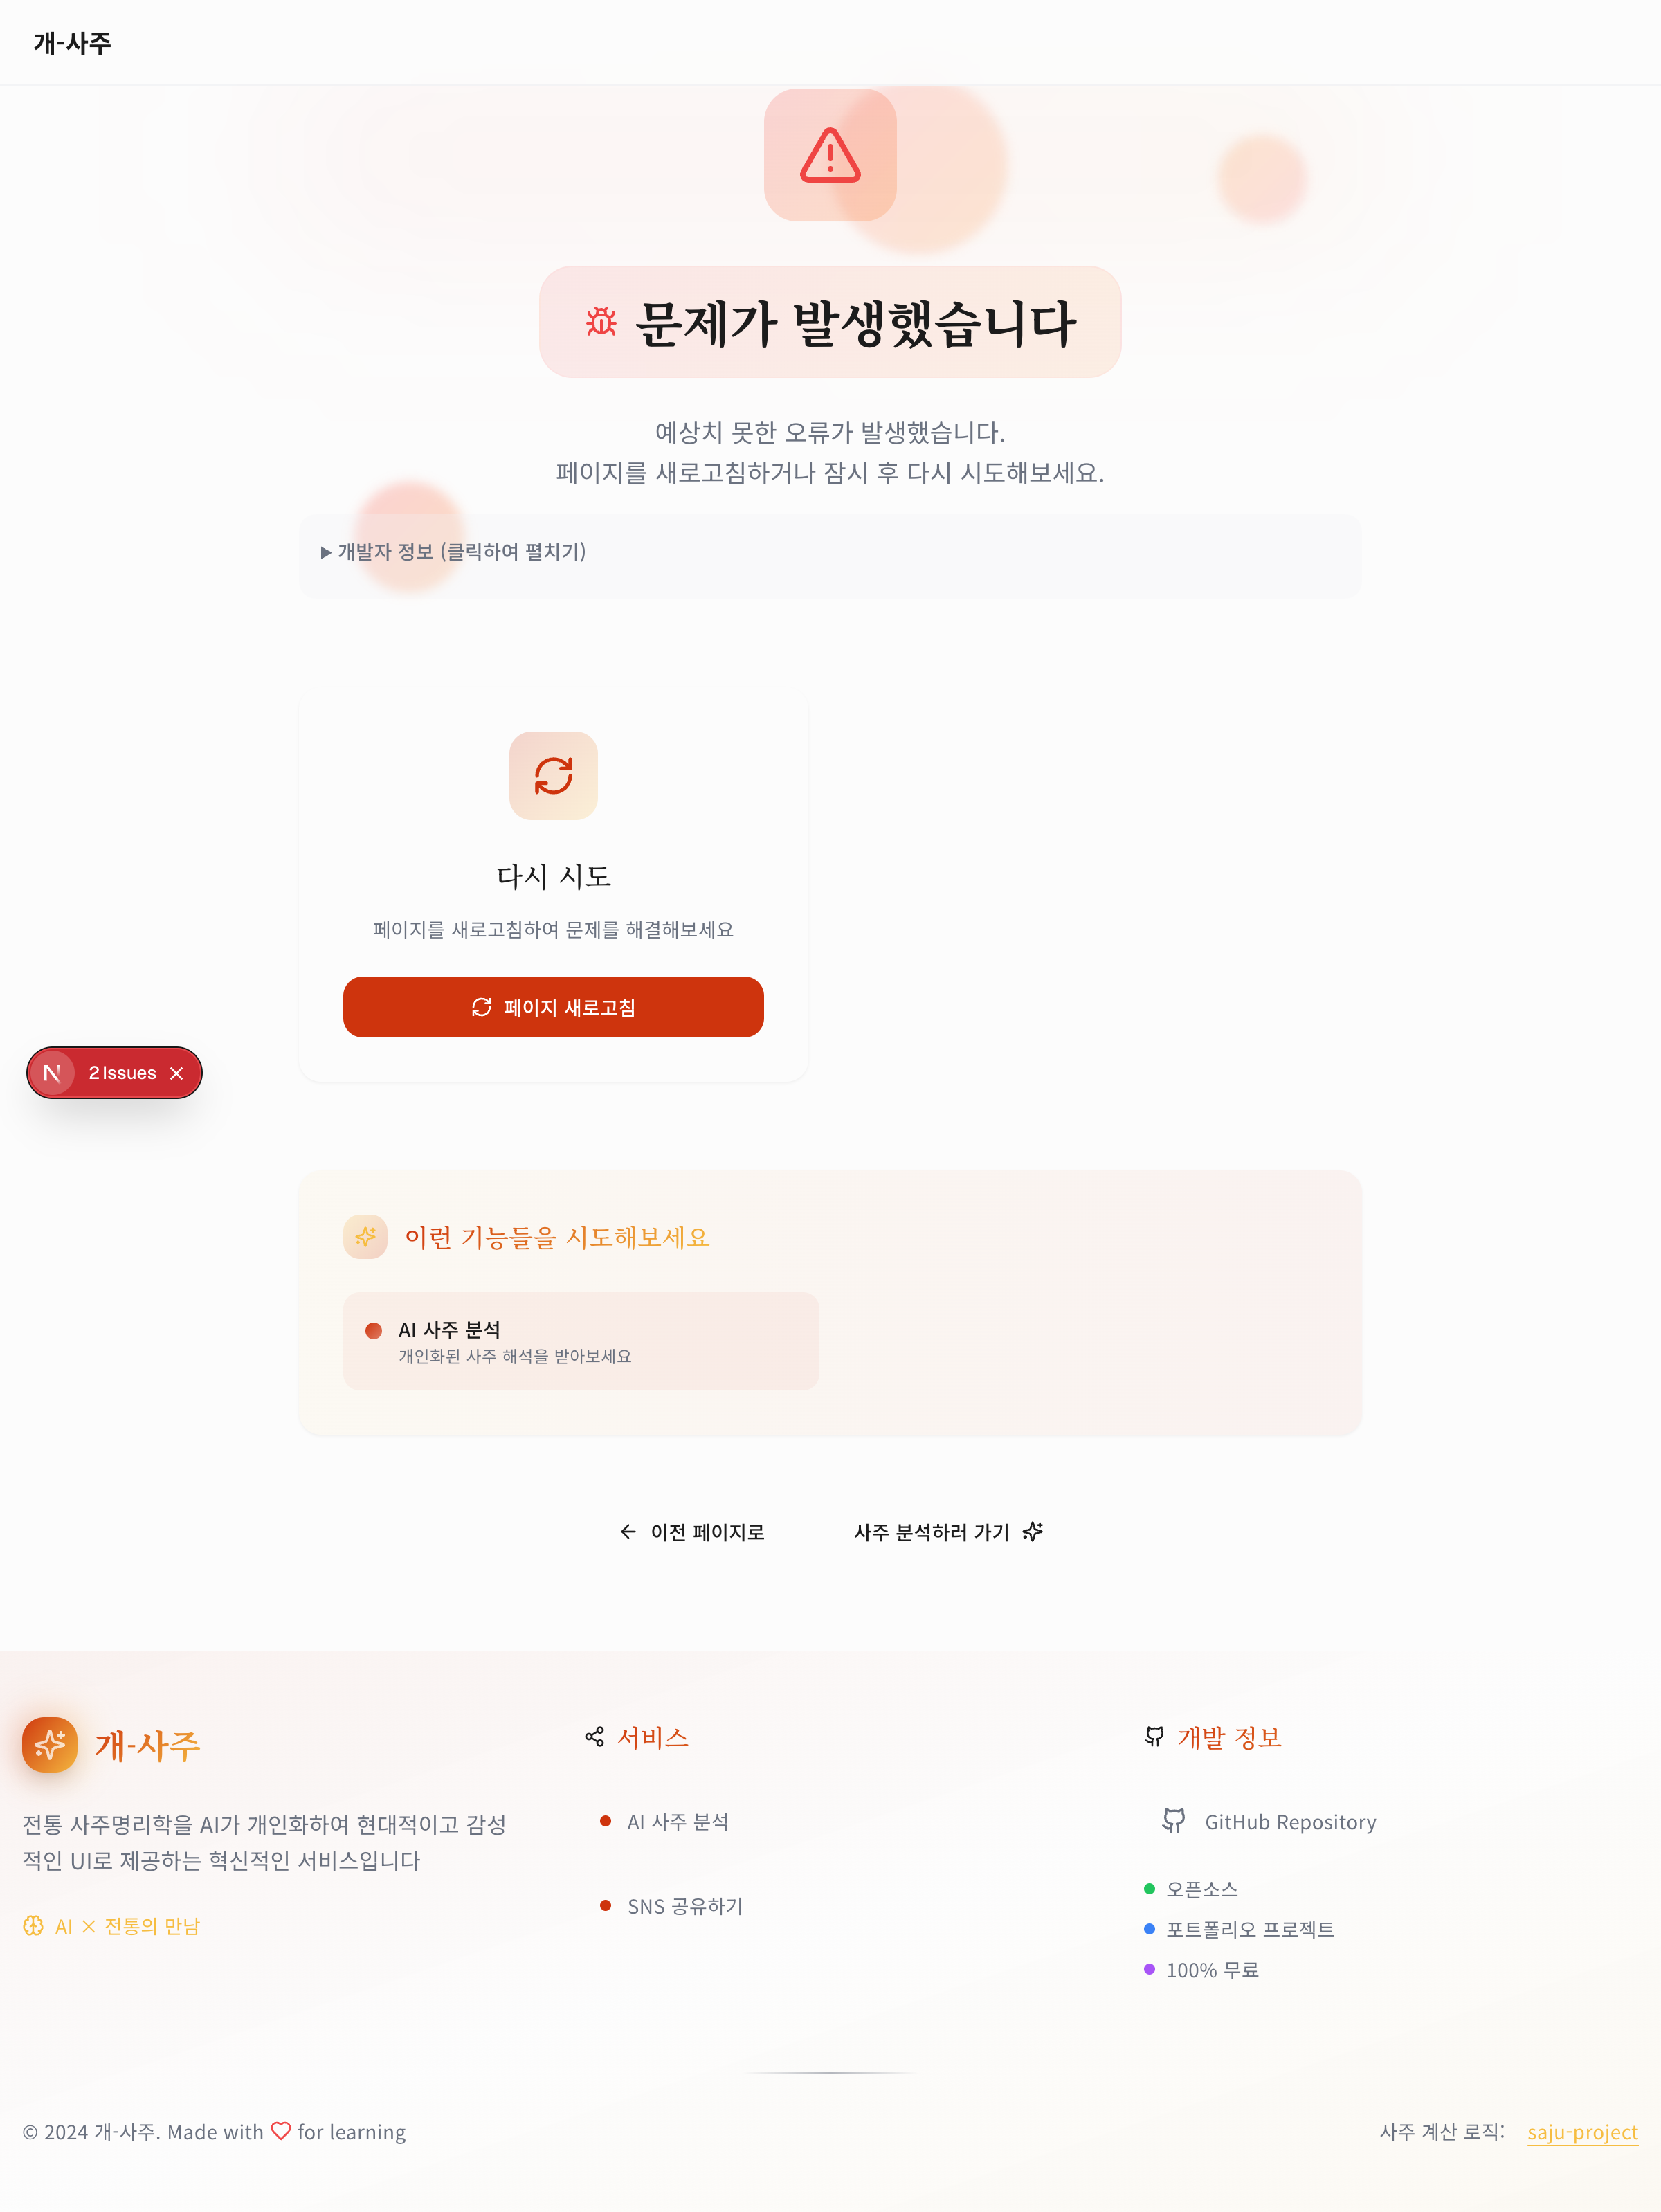 개-사주
문제가 발생했습니다
예상치 못한 오류가 발생했습니다.
페이지를 새로고침하거나 잠시 후 다시 시도해보세요.
▶ 개발자 정보 (클릭하여 펼치기)
다시 시도
페이지를 새로고침하여 문제를 해결해보세요
페이지 새로고침
N 2 Issues
이런 기능들을 시도해보세요
AI 사주 분석
개인화된 사주 해석을 받아보세요
이전 페이지로
사주 분석하러 가기
개-사주
전통 사주명리학을 AI가 개인화하여 현대적이고 감성
적인 UI로 제공하는 혁신적인 서비스입니다
AI × 전통의 만남
서비스
AI 사주 분석
SNS 공유하기
개발 정보
GitHub Repository
오픈소스
포트폴리오 프로젝트
100% 무료
© 2024 개-사주. Made with for learning
사주 계산 로직: saju-project